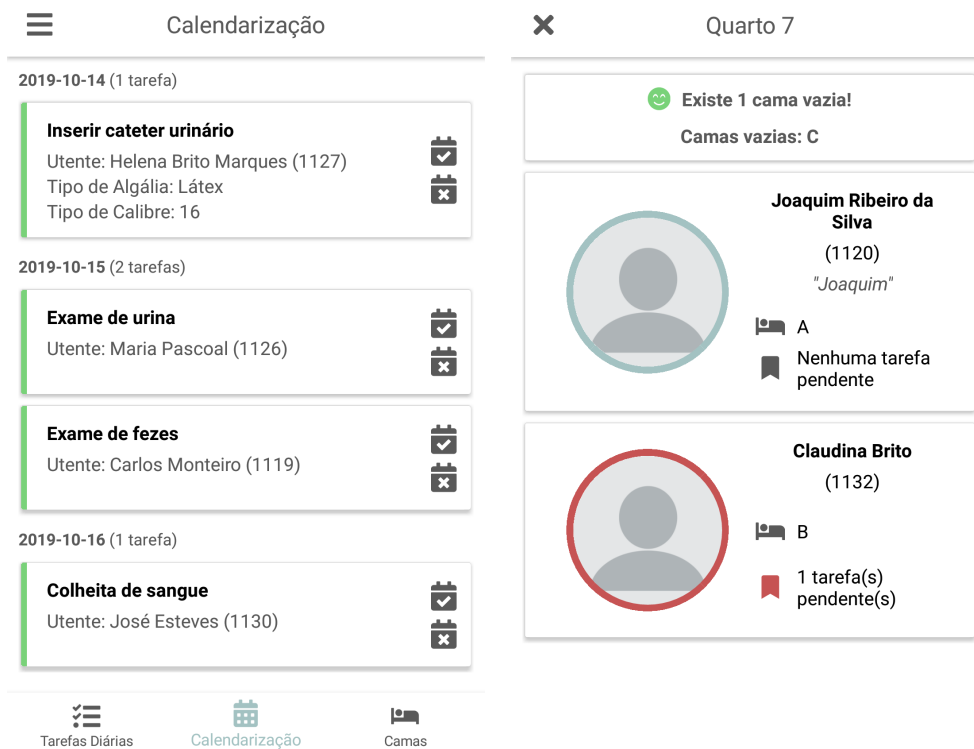 Calendarização
2019-10-14 (1 tarefa)
Inserir cateter urinário
Utente: Helena Brito Marques (1127)
Tipo de Algália: Látex
Tipo de Calibre: 16
2019-10-15 (2 tarefas)
Exame de urina
Utente: Maria Pascoal (1126)
Exame de fezes
Utente: Carlos Monteiro (1119)
2019-10-16 (1 tarefa)
Colheita de sangue
Utente: José Esteves (1130)
Tarefas Diárias
Calendarização
Camas
Quarto 7
Existe 1 cama vazia!
Camas vazias: C
Joaquim Ribeiro da
Silva
(1120)
"Joaquim"
A
Nenhuma tarefa
pendente
Claudina Brito
(1132)
B
1 tarefa(s)
pendente(s)